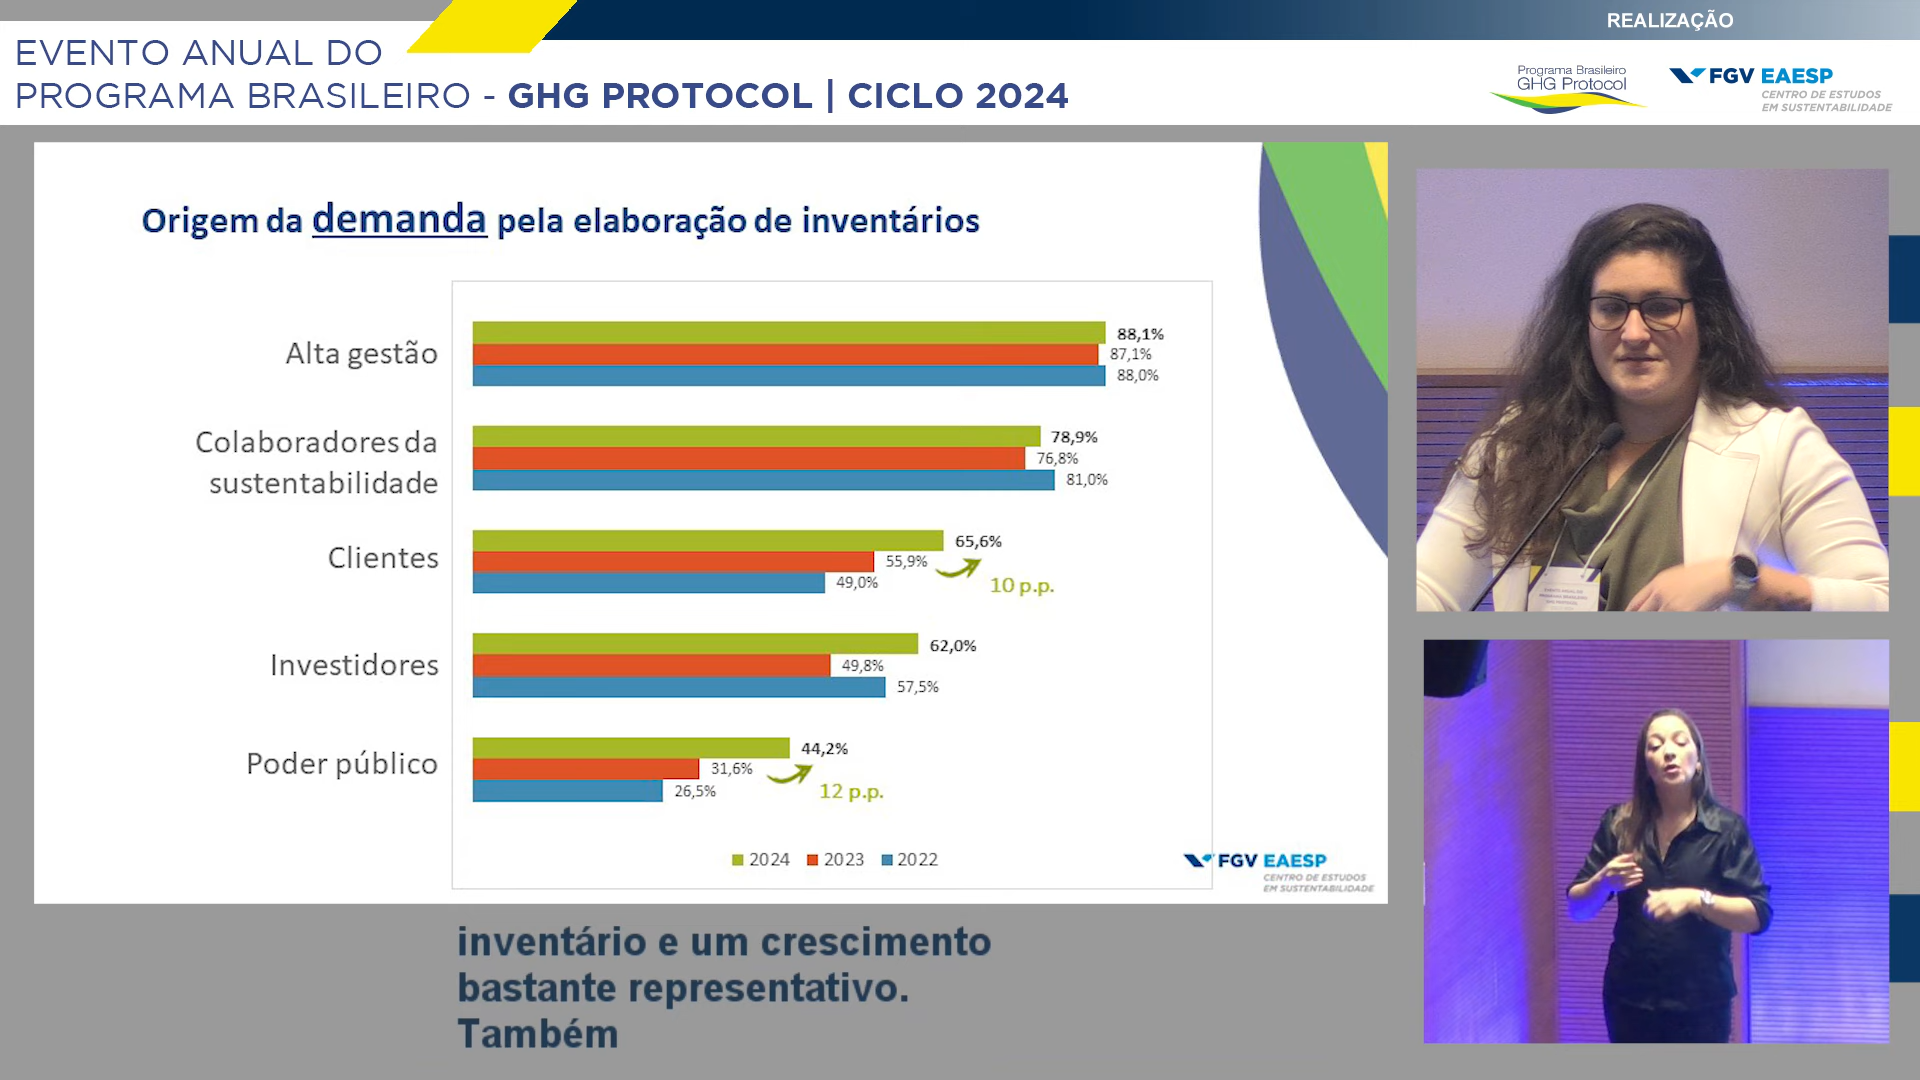 REALIZAÇÃO
EVENTO ANUAL DO
PROGRAMA BRASILEIRO - GHG PROTOCOL | CICLO 2024
Programa Brasileiro
GHG Protocol
FGV EAESP
CENTRO DE ESTUDOS
EM SUSTENTABILIDADE
Origem da demanda pela elaboração de inventários
Alta gestão
88,1%
87,1%
88,0%
Colaboradores da
sustentabilidade
78,9%
76,8%
81,0%
Clientes
65,6%
55,9%
49,0%
10 p.p.
Investidores
62,0%
49,8%
57,5%
Poder público
44,2%
31,6%
26,5%
12 p.p.
2024 2023 2022
FGV EAESP
CENTRO DE ESTUDOS
EM SUSTENTABILIDADE
inventário e um crescimento
bastante representativo.
Também